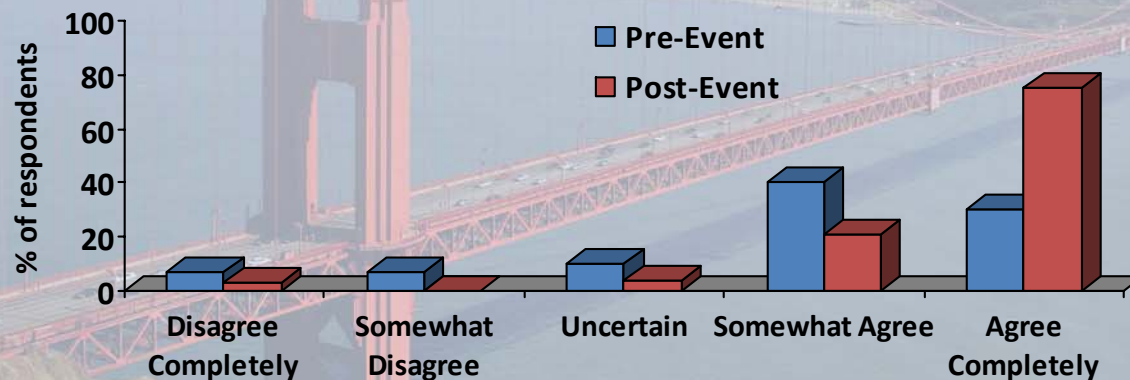 % of respondents
100
80
60
40
20
0
Pre-Event
Post-Event
Disagree Completely
Somewhat Disagree
Uncertain
Somewhat Agree
Agree Completely